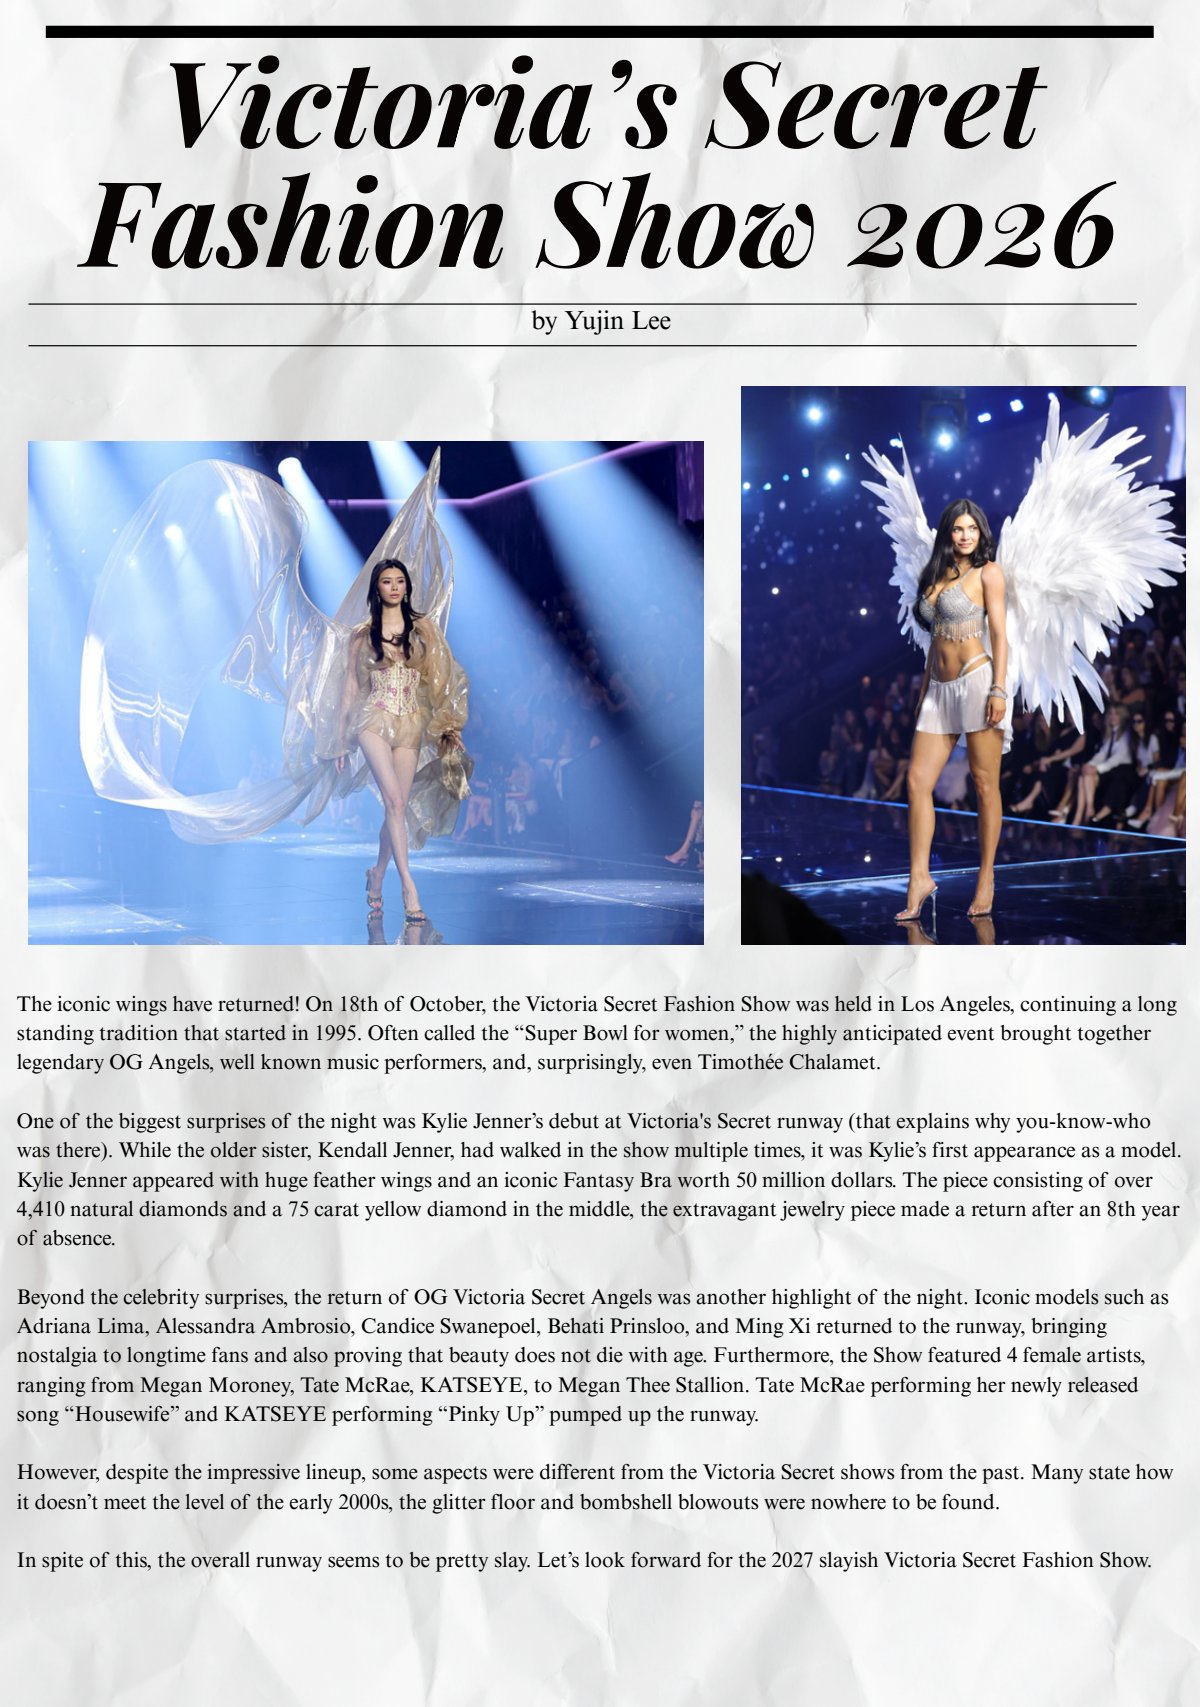 Victoria’s Secret
Fashion Show 2026
by Yujin Lee
The iconic wings have returned! On 18th of October, the Victoria Secret Fashion Show was held in Los Angeles, continuing a long
standing tradition that started in 1995. Often called the “Super Bowl for women,” the highly anticipated event brought together
legendary OG Angels, well known music performers, and, surprisingly, even Timothée Chalamet.
One of the biggest surprises of the night was Kylie Jenner’s debut at Victoria's Secret runway (that explains why you-know-who
was there). While the older sister, Kendall Jenner, had walked in the show multiple times, it was Kylie’s first appearance as a model.
Kylie Jenner appeared with huge feather wings and an iconic Fantasy Bra worth 50 million dollars. The piece consisting of over
4,410 natural diamonds and a 75 carat yellow diamond in the middle, the extravagant jewelry piece made a return after an 8th year
of absence.
Beyond the celebrity surprises, the return of OG Victoria Secret Angels was another highlight of the night. Iconic models such as
Adriana Lima, Alessandra Ambrosio, Candice Swanepoel, Behati Prinsloo, and Ming Xi returned to the runway, bringing
nostalgia to longtime fans and also proving that beauty does not die with age. Furthermore, the Show featured 4 female artists,
ranging from Megan Moroney, Tate McRae, KATSEYE, to Megan Thee Stallion. Tate McRae performing her newly released
song “Housewife” and KATSEYE performing “Pinky Up” pumped up the runway.
However, despite the impressive lineup, some aspects were different from the Victoria Secret shows from the past. Many state how
it doesn’t meet the level of the early 2000s, the glitter floor and bombshell blowouts were nowhere to be found.
In spite of this, the overall runway seems to be pretty slay. Let’s look forward for the 2027 slayish Victoria Secret Fashion Show.